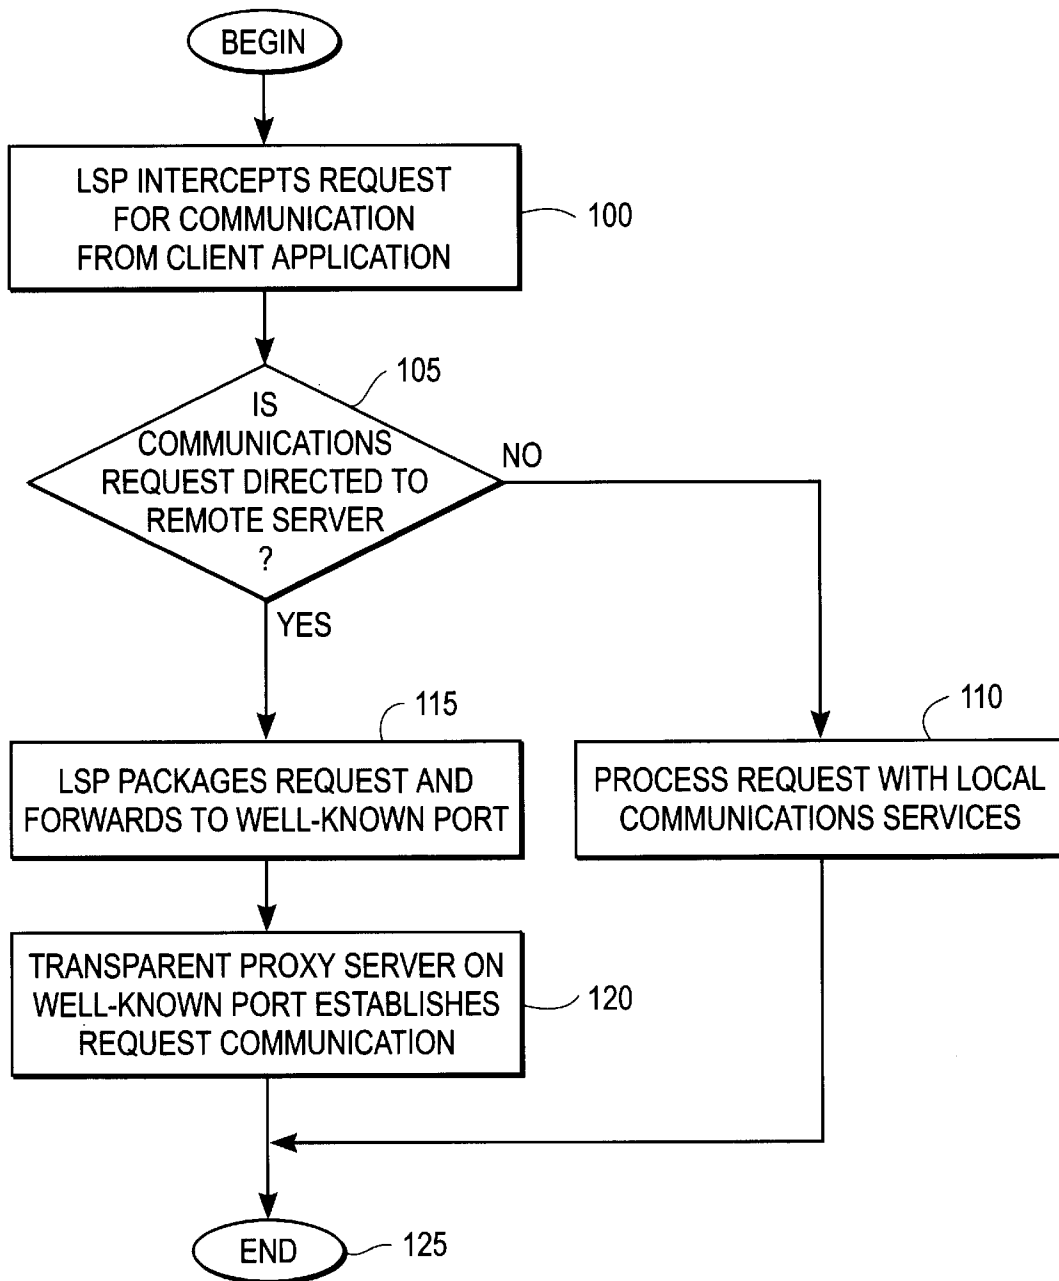 BEGIN
LSP INTERCEPTS REQUEST
FOR COMMUNICATION
FROM CLIENT APPLICATION
100
105
IS
COMMUNICATIONS
REQUEST DIRECTED TO
REMOTE SERVER
?
NO
YES
115
LSP PACKAGES REQUEST AND
FORWARDS TO WELL-KNOWN PORT
110
PROCESS REQUEST WITH LOCAL
COMMUNICATIONS SERVICES
TRANSPARENT PROXY SERVER ON
WELL-KNOWN PORT ESTABLISHES
REQUEST COMMUNICATION
120
END
125